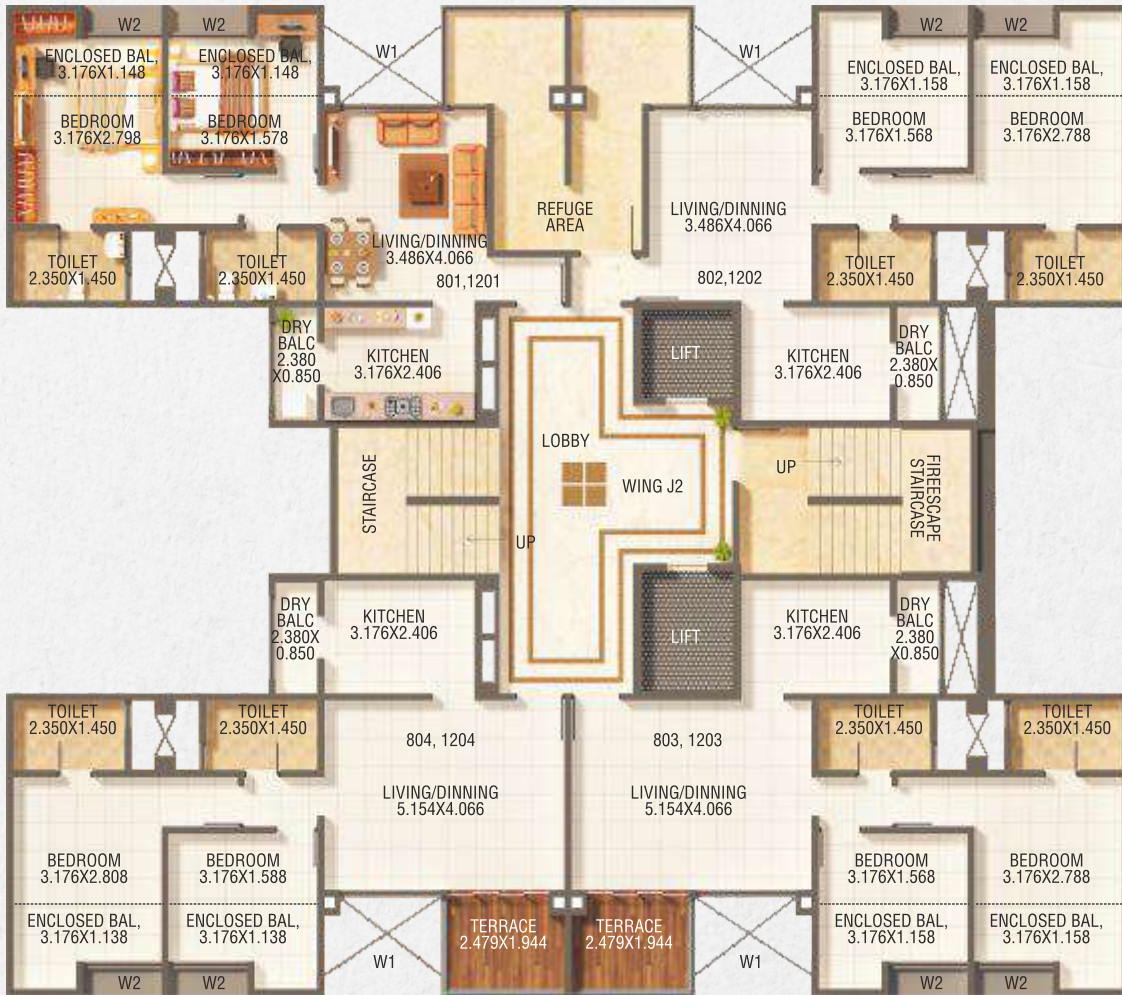 W2
W2
W1
W1
W2
W2
ENCLOSED BAL,
3.176X1.148
ENCLOSED BAL,
3.176X1.148
ENCLOSED BAL,
3.176X1.158
ENCLOSED BAL,
3.176X1.158
BEDROOM
3.176X2.798
BEDROOM
3.176X1.578
BEDROOM
3.176X1.568
BEDROOM
3.176X2.788
REFUGE
AREA
LIVING/DINNING
3.486X4.066
801,1201
LIVING/DINNING
3.486X4.066
802,1202
TOILET
2.350X1.450
TOILET
2.350X1.450
TOILET
2.350X1.450
TOILET
2.350X1.450
DRY
BALC
2.380
X0.850
KITCHEN
3.176X2.406
LIFT
KITCHEN
3.176X2.406
DRY
BALC
2.380X
0.850
STAIRCASE
UP
LOBBY
WING J2
UP
FIREESCAPE
STAIRCASE
DRY
BALC
2.380X
0.850
KITCHEN
3.176X2.406
LIFT
KITCHEN
3.176X2.406
DRY
BALC
2.380
X0.850
TOILET
2.350X1.450
TOILET
2.350X1.450
TOILET
2.350X1.450
TOILET
2.350X1.450
804, 1204
803, 1203
LIVING/DINNING
5.154X4.066
LIVING/DINNING
5.154X4.066
BEDROOM
3.176X2.808
BEDROOM
3.176X1.588
BEDROOM
3.176X1.568
BEDROOM
3.176X2.788
ENCLOSED BAL,
3.176X1.138
ENCLOSED BAL,
3.176X1.138
TERRACE
2.479X1.944
TERRACE
2.479X1.944
ENCLOSED BAL,
3.176X1.158
ENCLOSED BAL,
3.176X1.158
W1
W1
W2
W2
W2
W2